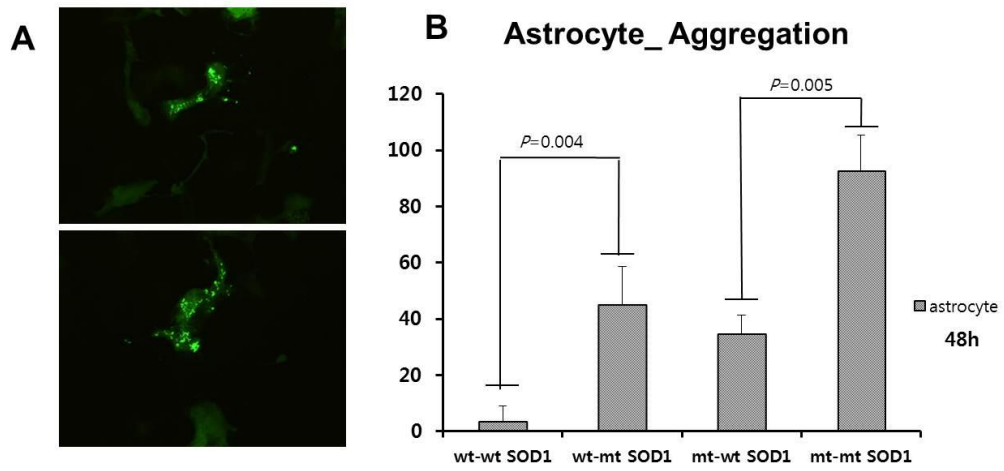 A
B
Astrocyte_ Aggregation
P=0.005
P=0.004
120
100
80
60
40
20
0
astrocyte
48h
wt-wt SOD1 wt-mt SOD1 mt-wt SOD1 mt-mt SOD1